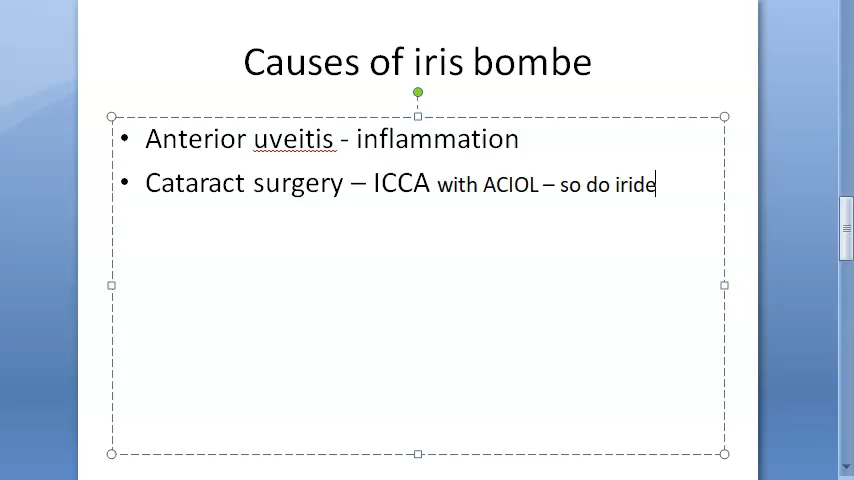 Causes of iris bombe
• Anterior uveitis - inflammation
• Cataract surgery – ICCA with ACIOL – so do iride